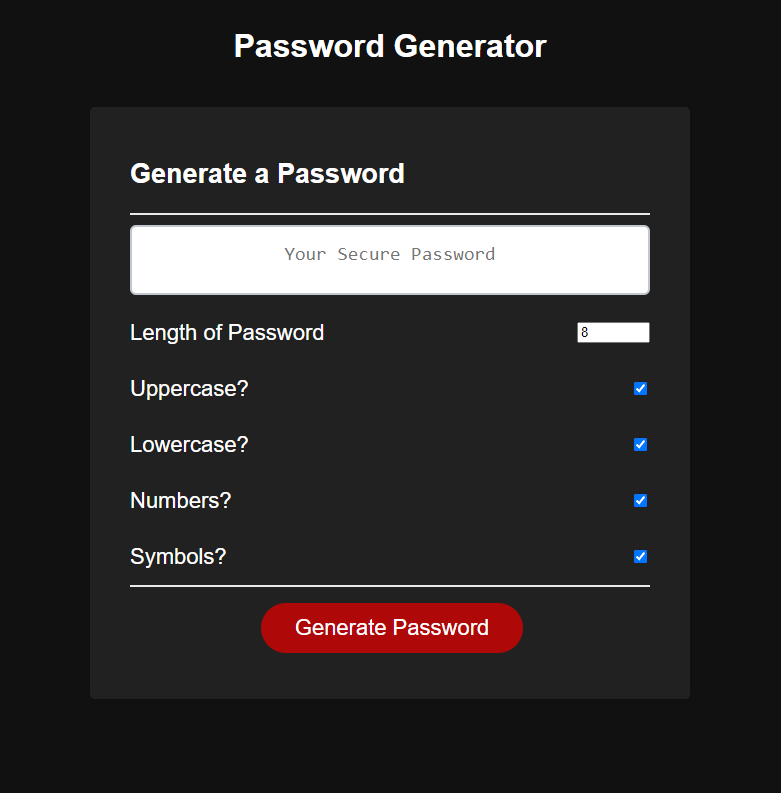 Password Generator
Generate a Password
Your Secure Password
Length of Password 8
Uppercase?
Lowercase?
Numbers?
Symbols?
Generate Password